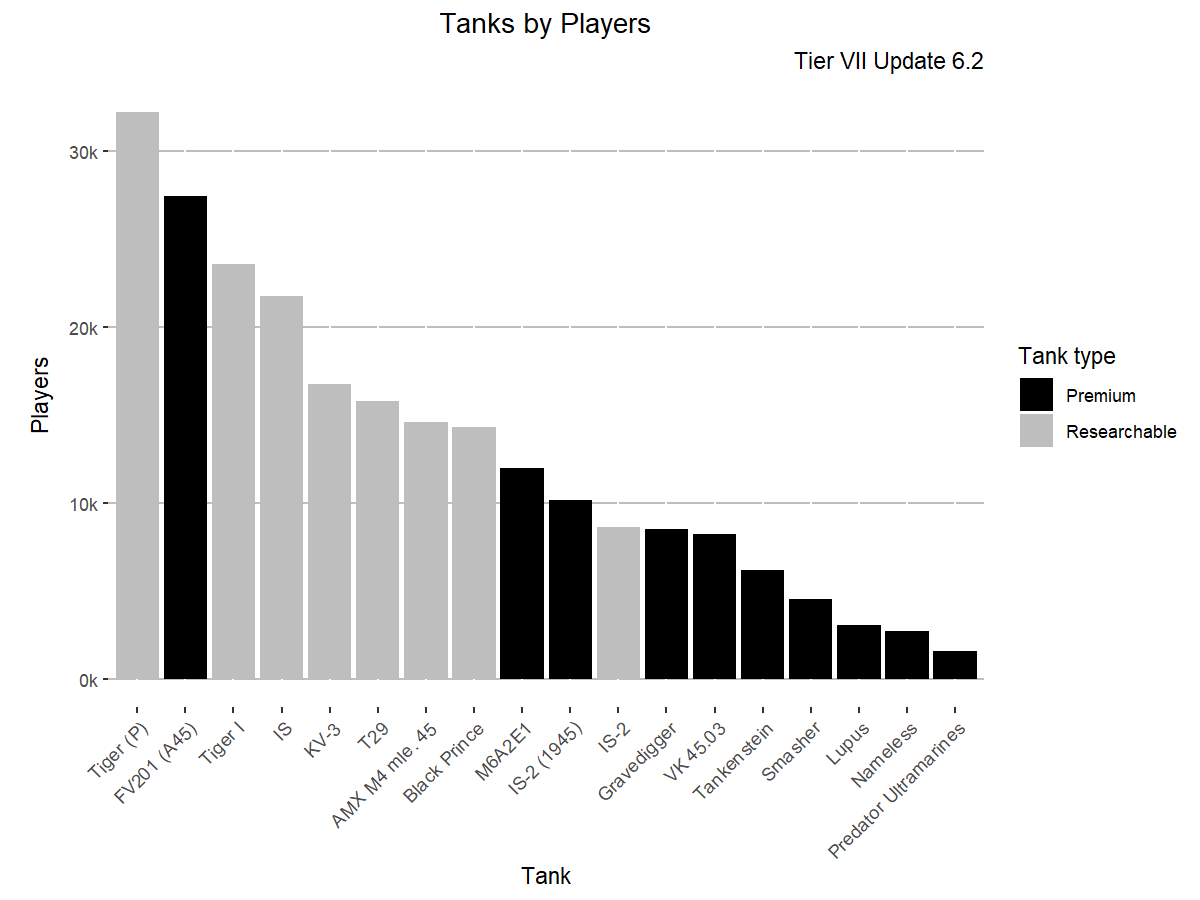 Tanks by Players
Tier VII Update 6.2
Players
30k
20k
10k
0k
Tiger (P)
FV201 (A45)
Tiger I
IS
KV-3
T29
AMX M4 mle. 45
Black Prince
M6A2E1
IS-2 (1945)
IS-2
Gravedigger
VK 45.03
Tankenstein
Smasher
Lupus
Nameless
Predator Ultramarines
Tank
Tank type
Premium
Researchable